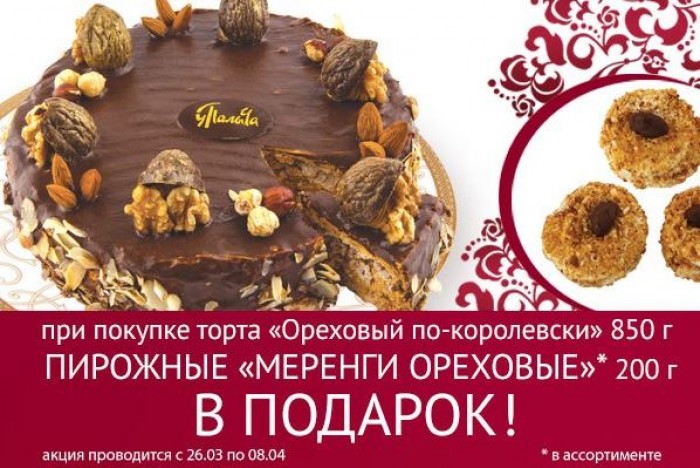 у Палыча
при покупке торта «Ореховый по-королевски» 850 г
ПИРОЖНЫЕ «МЕРЕНГИ ОРЕХОВЫЕ»* 200 г
В ПОДАРОК!
акция проводится с 26.03 по 08.04
* в ассортименте